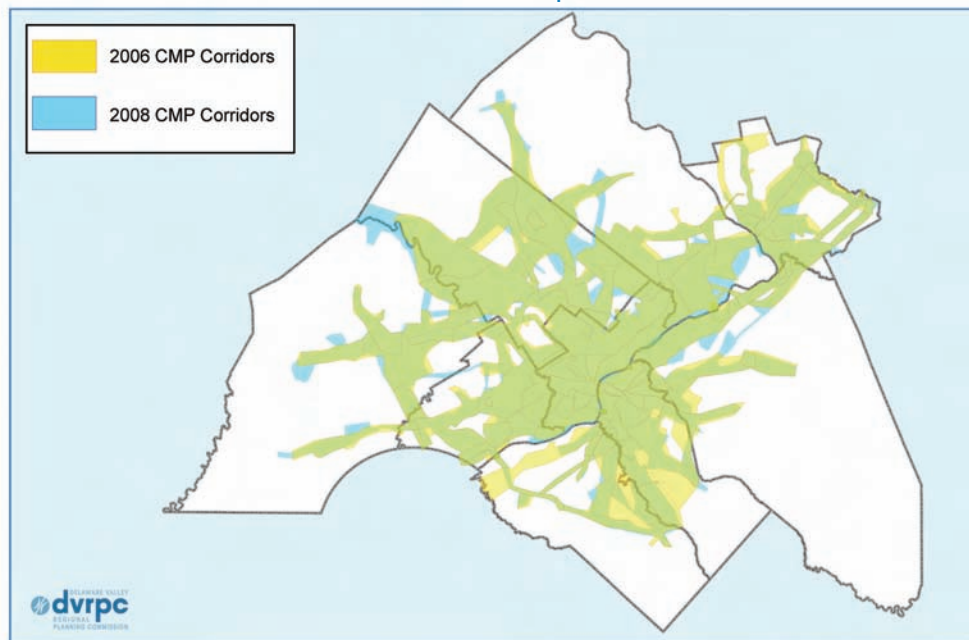 2006 CMP Corridors
2008 CMP Corridors
DELAWARE VALLEY
dvrpc
REGIONAL
PLANNING COMMISSION